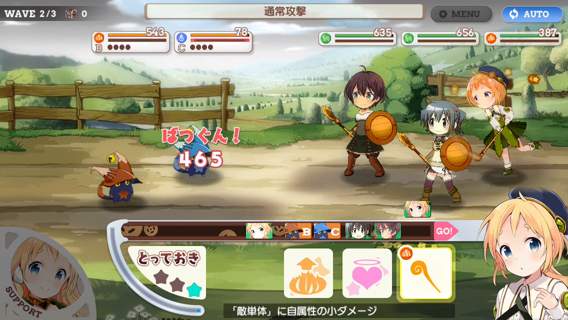 WAVE 2/3 0
通常攻撃
MENU
AUTO
543
B
78
C
635
656
387
ばつぐん!
465
B
C
GO!
とっておき
SUPPORT
「敵単体」に自属性の小ダメージ